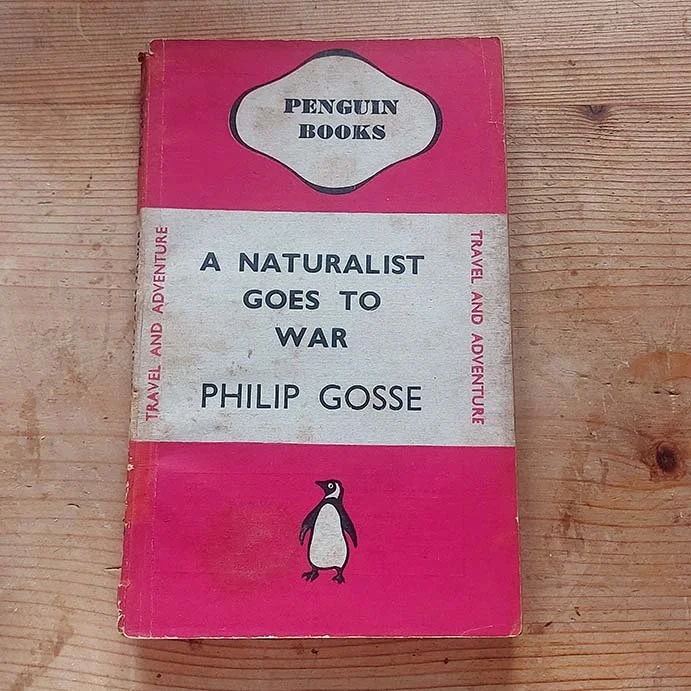 PENGUIN
BOOKS
TRAVEL AND ADVENTURE
A NATURALIST
GOES TO
WAR
PHILIP GOSSE
TRAVEL AND ADVENTURE